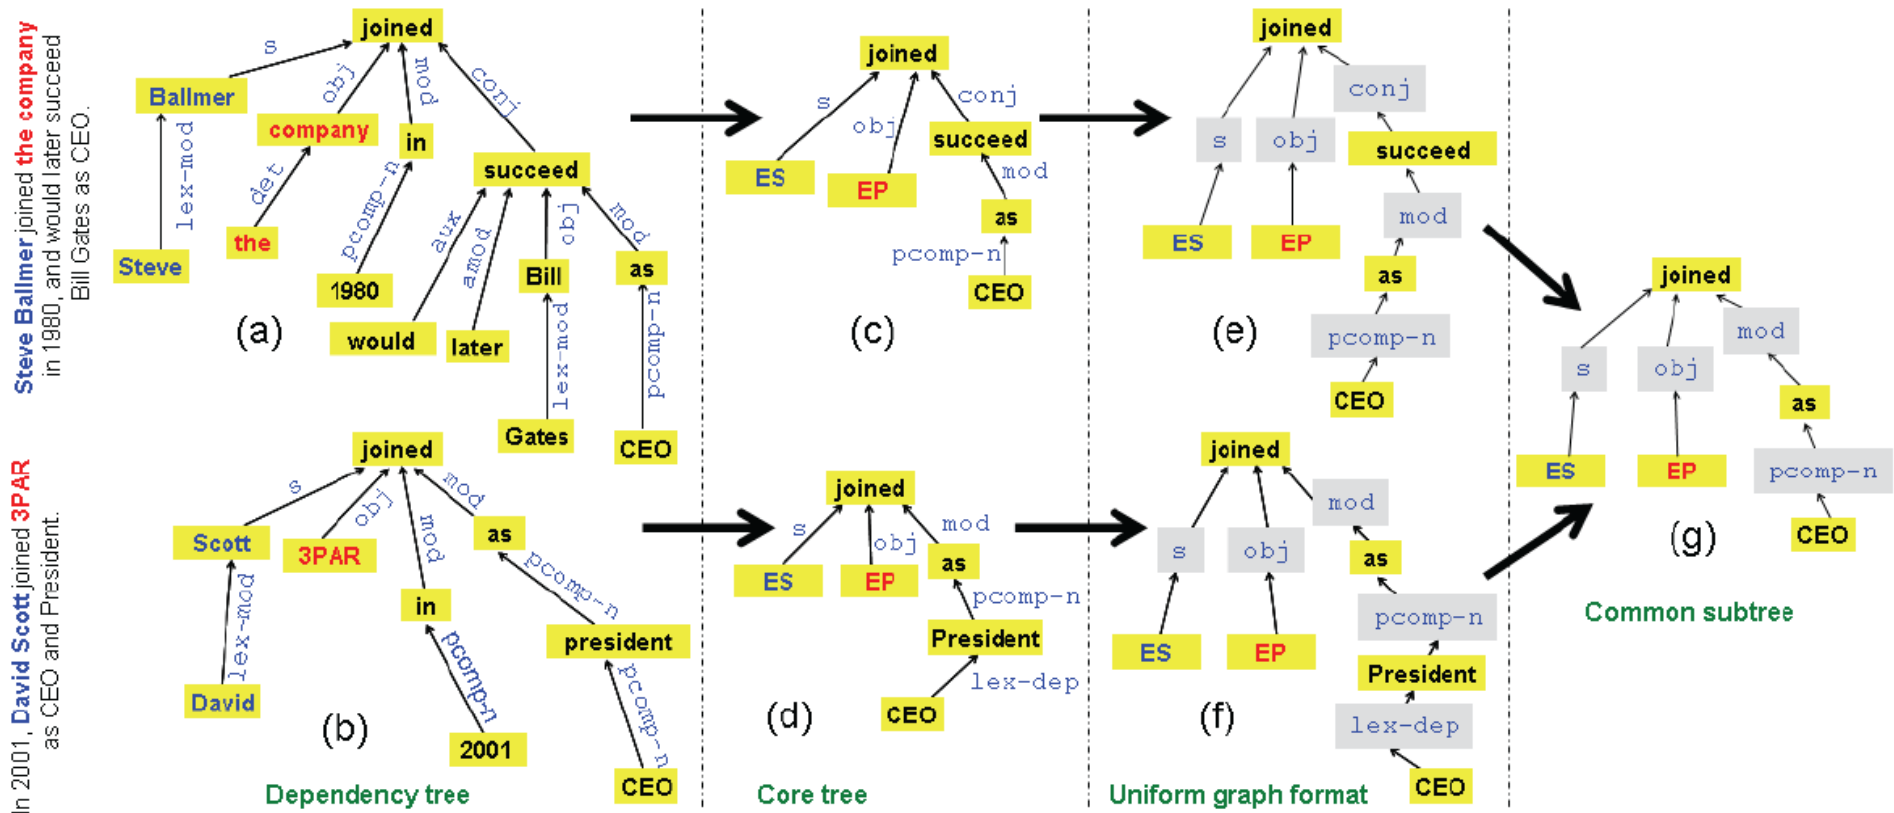 Steve Ballmer joined the company
in 1980, and would later succeed
Bill Gates as CEO.
joined
s
obj
mod
conj
Ballmer
company
in
succeed
lex-mod
det
pcomp-n
aux
amod
obj
mod
the
Steve
1980
Bill
as
would
later
lex-mod
pcomp-n
Gates
CEO
(a)
joined
s
obj
conj
succeed
ES
EP
mod
as
pcomp-n
CEO
(c)
joined
conj
s
obj
succeed
mod
ES
EP
as
pcomp-n
CEO
(e)
In 2001, David Scott joined 3PAR
as CEO and President.
joined
s
obj
mod
mod
Scott
3PAR
as
lex-mod
in
pcomp-n
president
David
pcomp-n
pcomp-n
2001
CEO
(b)
Dependency tree
joined
s
obj
mod
ES
EP
as
pcomp-n
President
lex-dep
CEO
(d)
Core tree
joined
mod
s
obj
as
pcomp-n
ES
EP
President
lex-dep
CEO
(f)
Uniform graph format
joined
mod
s
obj
as
ES
EP
pcomp-n
CEO
(g)
Common subtree